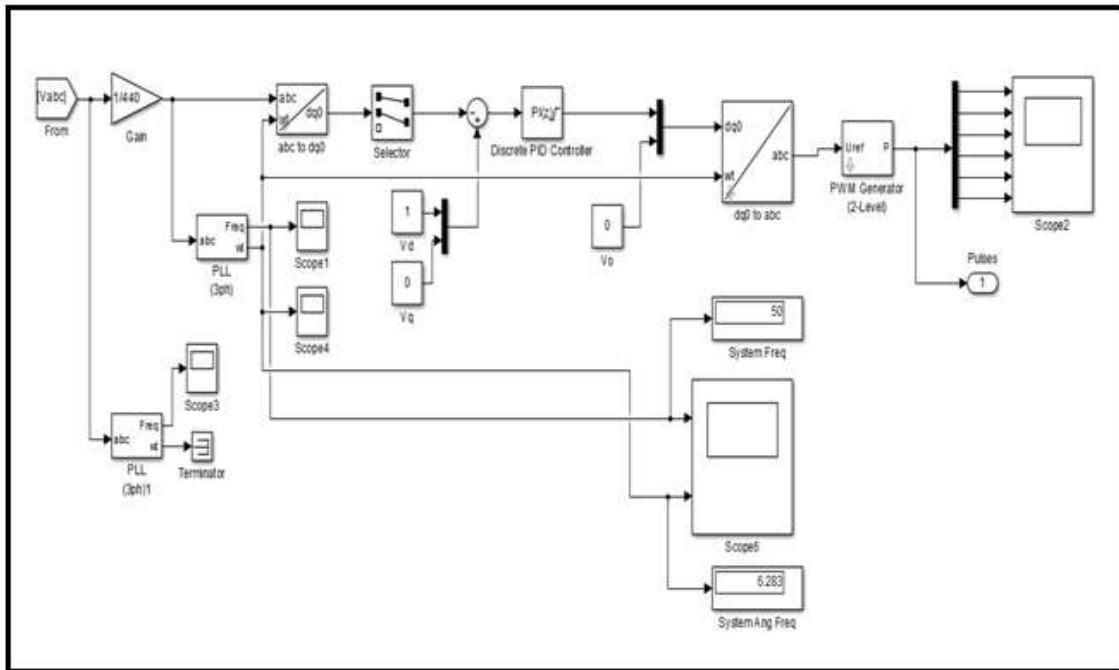 [Vabc]
From
1/440
Gain
abc
wt
dq0
abc to dq0
Selector
PI(z)
Discrete PID Controller
dq0
wt
abc
dq0 to abc
Uref
P
PWM Generator
(2-Level)
Scope2
abc
Freq
wt
PLL
(3ph)
Scope1
Scope4
1
Vd
0
Vq
0
Vo
Pulses
1
50
System Freq
Scope3
abc
Freq
wt
PLL
(3ph)1
Terminator
Scope5
6.283
System Ang Freq